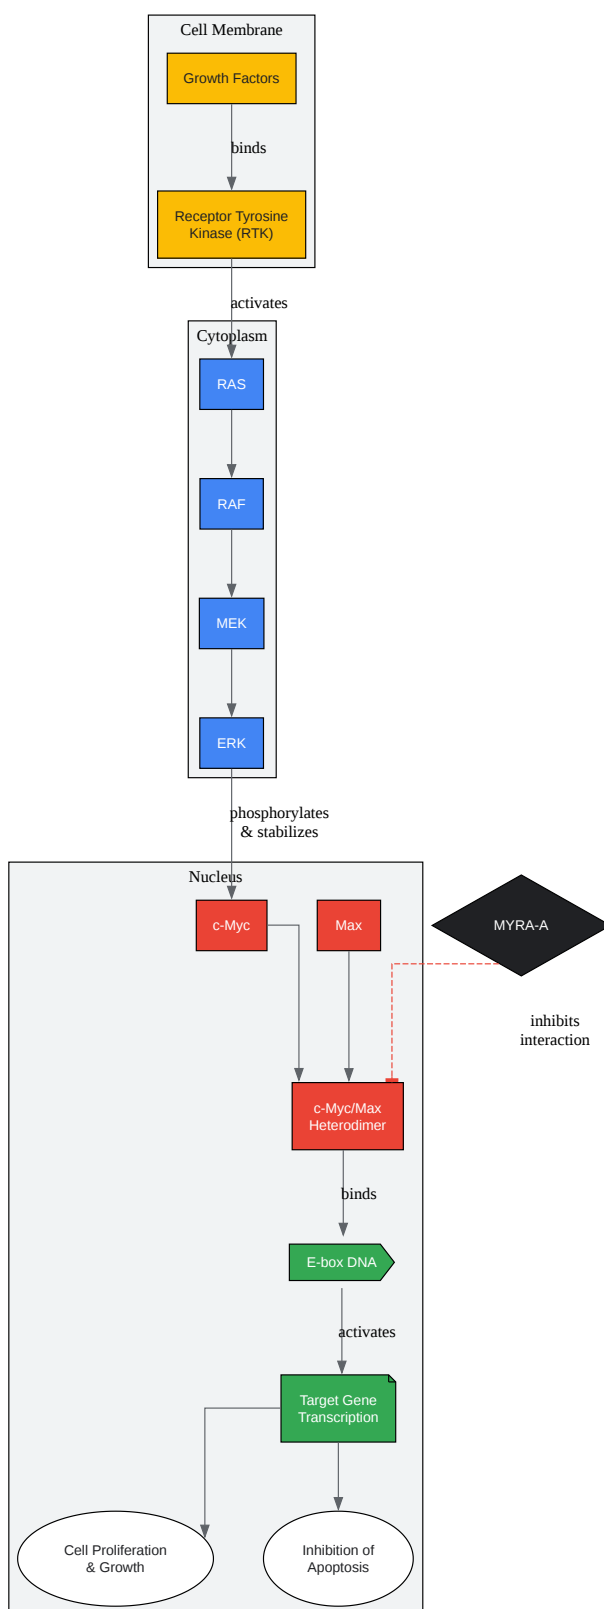 Cell Membrane
Growth Factors
binds
Receptor Tyrosine
Kinase (RTK)
activates
Cytoplasm
RAS
RAF
MEK
ERK
phosphorylates
& stabilizes
Nucleus
c-Myc
Max
MYRA-A
inhibits
interaction
c-Myc/Max
Heterodimer
binds
E-box DNA
activates
Target Gene
Transcription
Cell Proliferation
& Growth
Inhibition of
Apoptosis